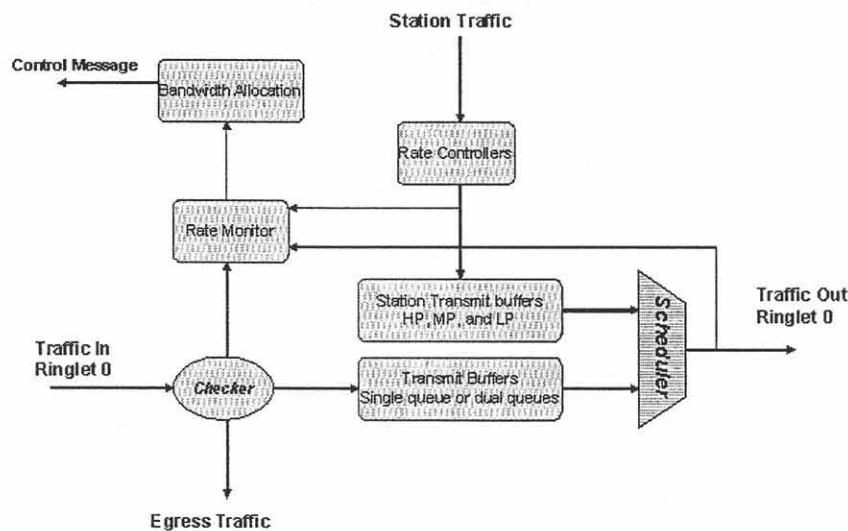 Station Traffic
Control Message
Bandwidth Allocation
Rate Controllers
Rate Monitor
Station Transmit buffers
HP, MP, and LP
Scheduler
Traffic Out
Ringlet 0
Traffic In
Ringlet 0
Checker
Transmit Buffers
Single queue or dual queues
Egress Traffic